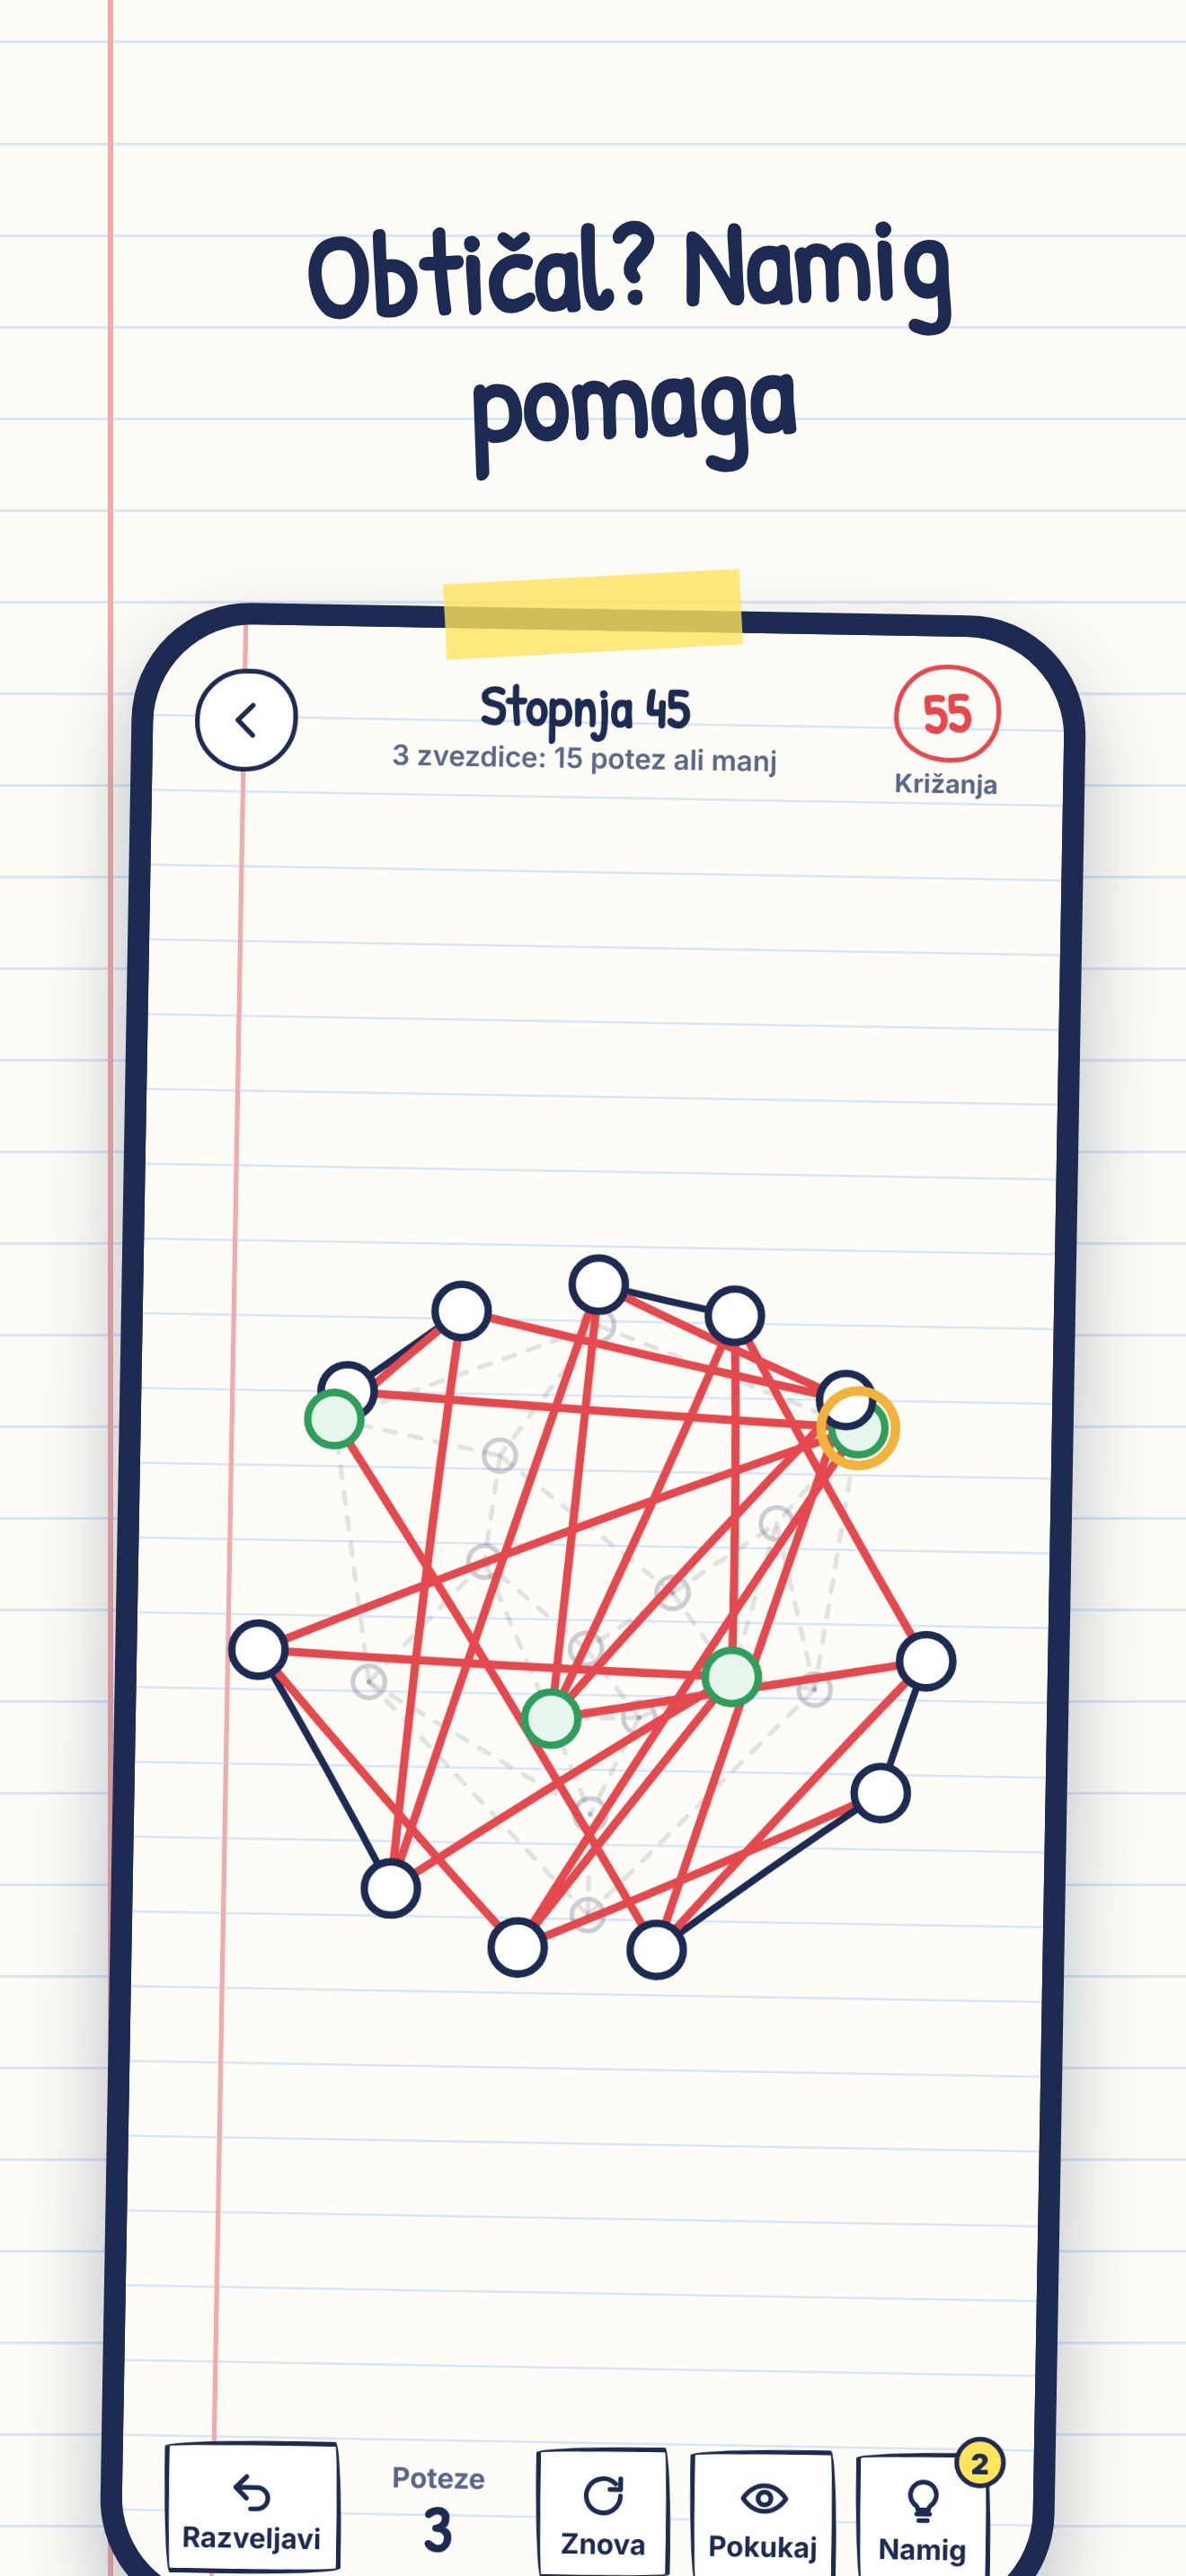 Obtičal? Namig
pomaga
Stopnja 45
3 zvezdice: 15 potez ali manj
55
Križanja
Razveljavi
Poteze
3
Znova
Pokukaj
2
Namig